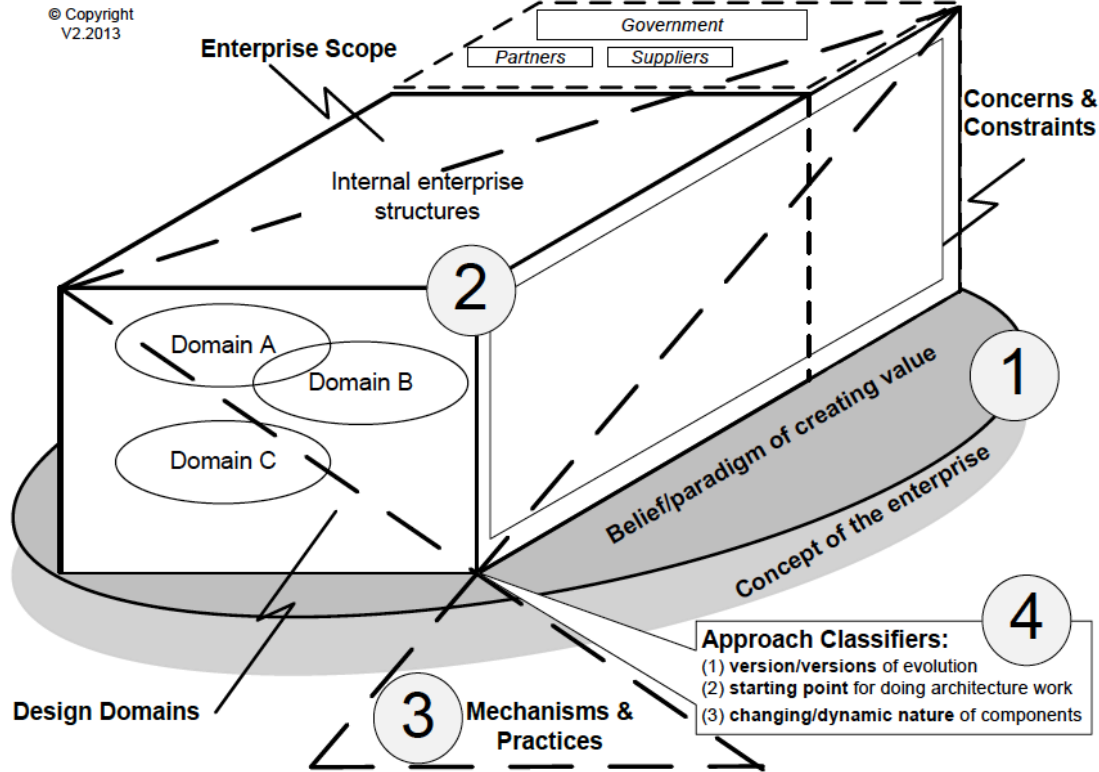 © Copyright
V2.2013
Enterprise Scope
Government
Partners
Suppliers
Concerns &
Constraints
Internal enterprise
structures
2
Domain A
Domain B
Domain C
1
Belief/paradigm of creating value
Concept of the enterprise
4
Approach Classifiers:
(1) version/versions of evolution
(2) starting point for doing architecture work
(3) changing/dynamic nature of components
Design Domains
3
Mechanisms &
Practices